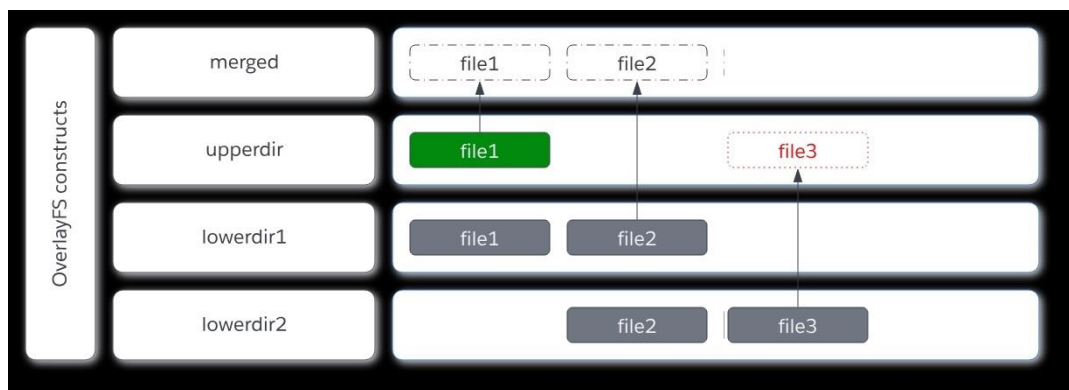 OverlayFS constructs
merged
file1
file2
upperdir
file1
file3
lowerdir1
file1
file2
lowerdir2
file2
file3